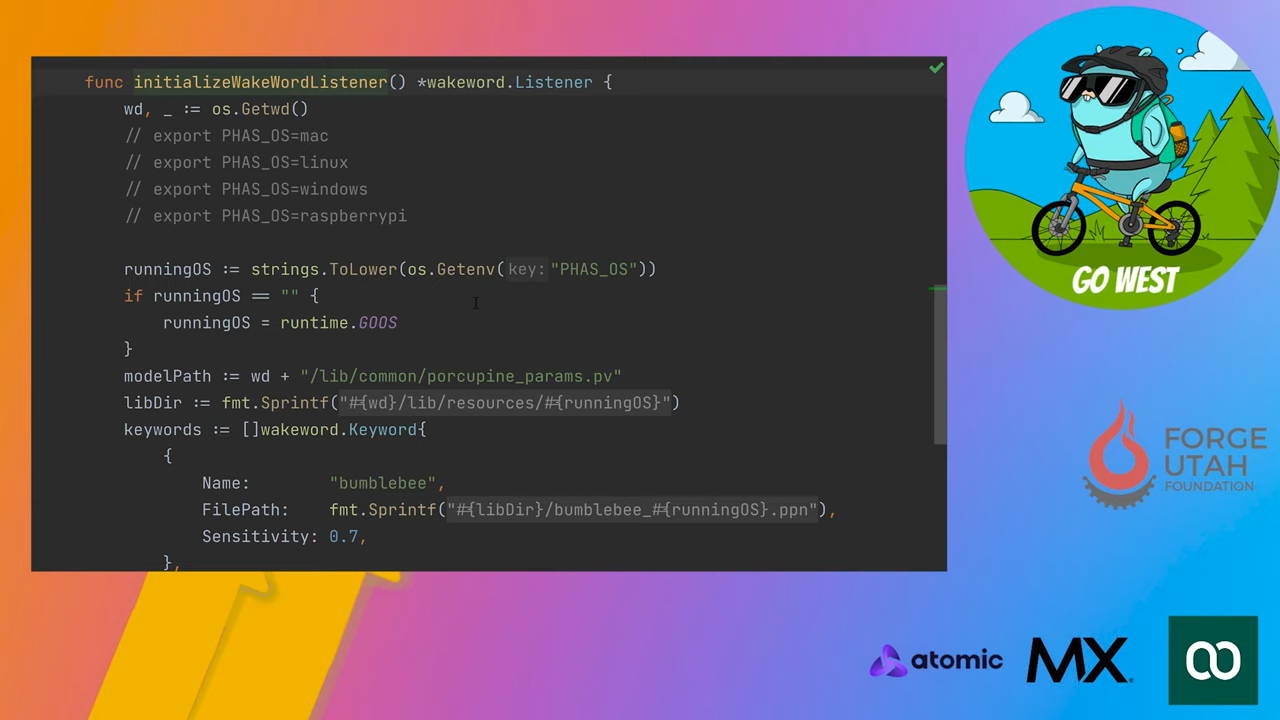 func initializeWakeWordListener() *wakeword.Listener {
wd, _ := os.Getwd()
// export PHAS_OS=mac
// export PHAS_OS=linux
// export PHAS_OS=windows
// export PHAS_OS=raspberrypi
runningOS := strings.ToLower(os.Getenv( key: "PHAS_OS"))
if runningOS == "" {
runningOS = runtime.GOOS
}
modelPath := wd + "/lib/common/porcupine_params.pv"
libDir := fmt.Sprintf("#{wd}/lib/resources/#{runningOS}")
keywords := []wakeword.Keyword{
{
Name: "bumblebee",
FilePath: fmt.Sprintf("#{libDir}/bumblebee_#{runningOS}.ppn"),
Sensitivity: 0.7,
},
GO WEST
FORGE
UTAH
FOUNDATION
atomic
MX